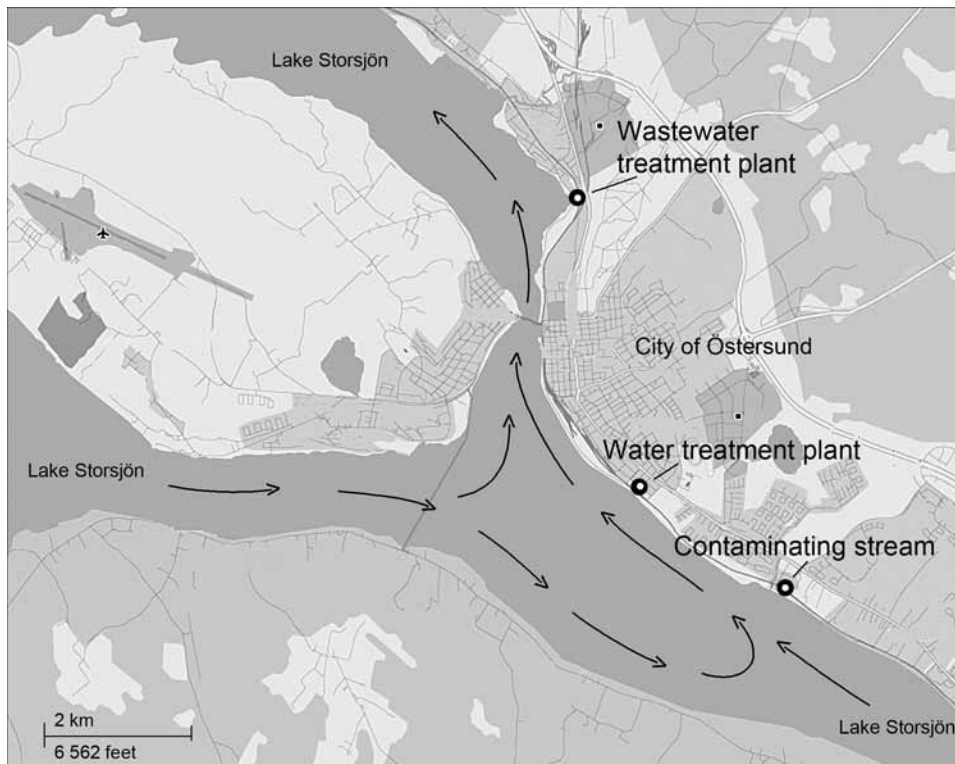 Lake Storsjön
Wastewater
treatment plant
City of Östersund
Water treatment plant
Lake Storsjön
Contaminating stream
Lake Storsjön
2 km
6 562 feet